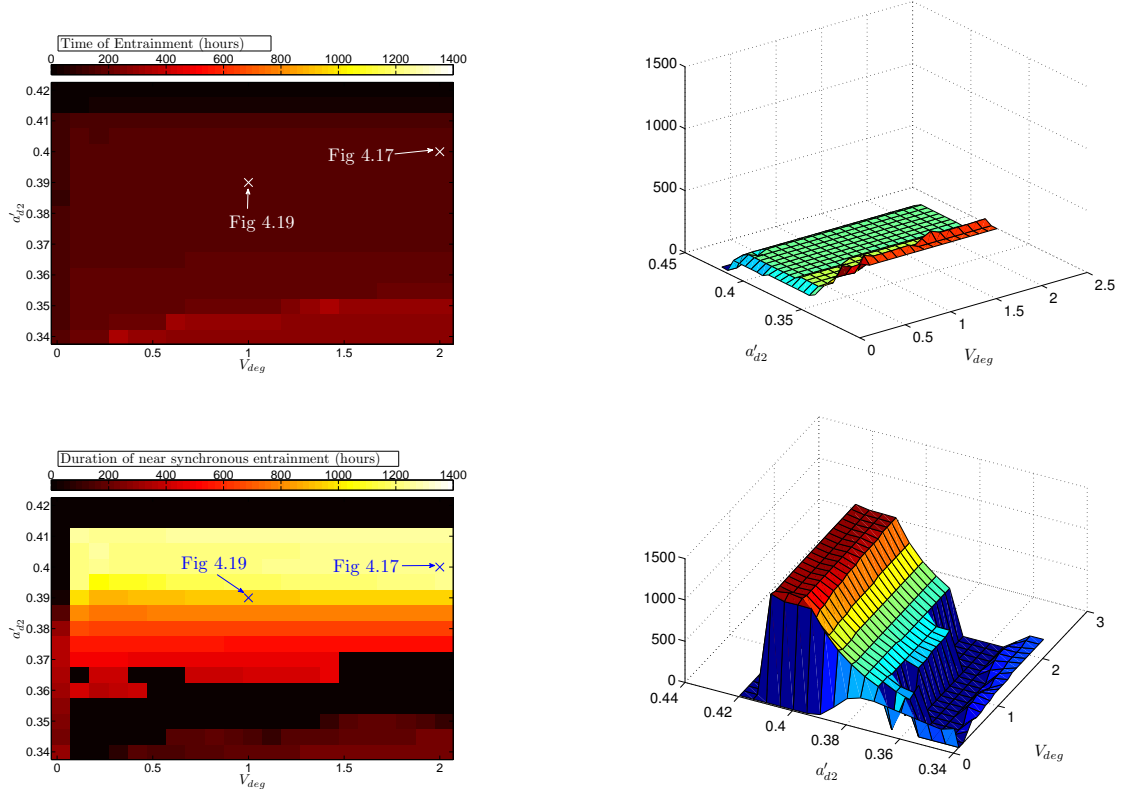 Time of Entrainment (hours)
0 200 400 600 800 1000 1200 1400
0.42
0.41
0.4
0.39
0.38
0.37
0.36
0.35
0.34
a'd2
Fig 4.17
Fig 4.19
0 0.5 1 1.5 2
Vdeg
1500
1000
500
0
0.45
0.4
0.35
a'd2
0 0.5 1 1.5 2 2.5
Vdeg
Duration of near synchronous entrainment (hours)
0 200 400 600 800 1000 1200 1400
0.42
0.41
0.4
0.39
0.38
0.37
0.36
0.35
0.34
a'd2
Fig 4.19
Fig 4.17
0 0.5 1 1.5 2
Vdeg
1500
1000
500
0
0.44 0.42 0.4 0.38 0.36 0.34
a'd2
0 1 2 3
Vdeg